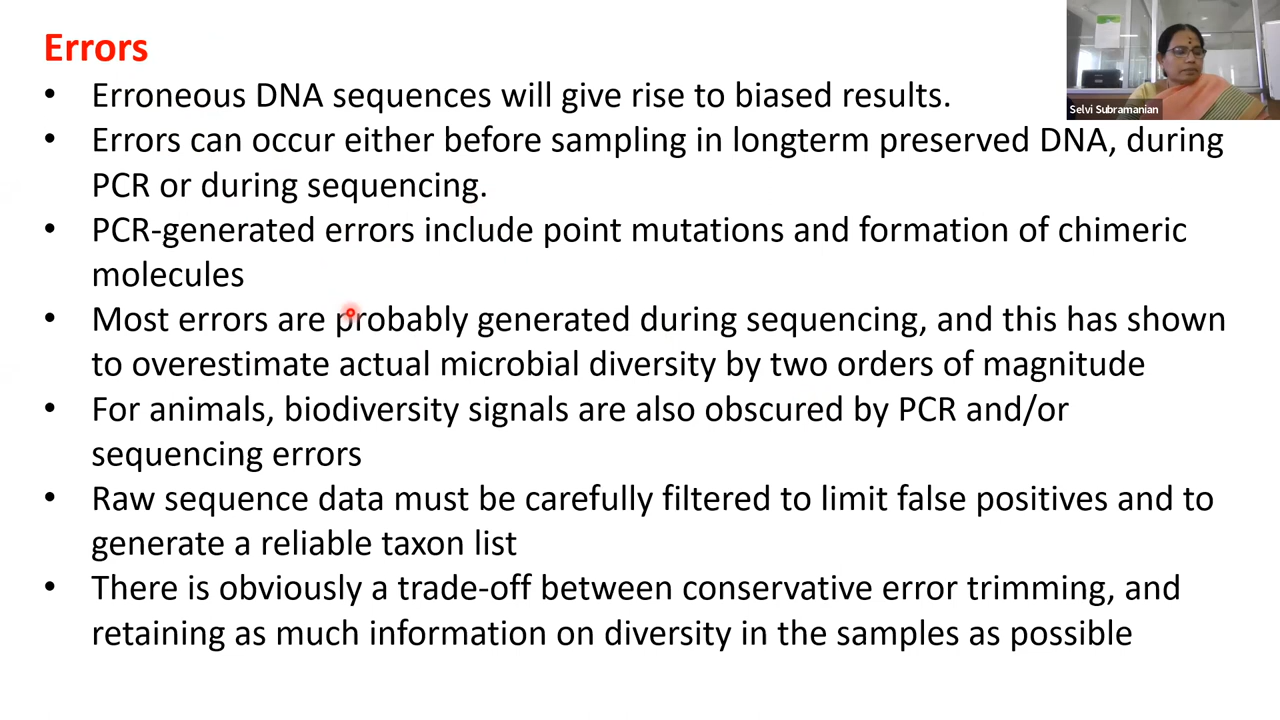 Errors
• Erroneous DNA sequences will give rise to biased results.
Selvi Subramanian
• Errors can occur either before sampling in longterm preserved DNA, during
PCR or during sequencing.
• PCR-generated errors include point mutations and formation of chimeric
molecules
• Most errors are probably generated during sequencing, and this has shown
to overestimate actual microbial diversity by two orders of magnitude
• For animals, biodiversity signals are also obscured by PCR and/or
sequencing errors
• Raw sequence data must be carefully filtered to limit false positives and to
generate a reliable taxon list
• There is obviously a trade-off between conservative error trimming, and
retaining as much information on diversity in the samples as possible